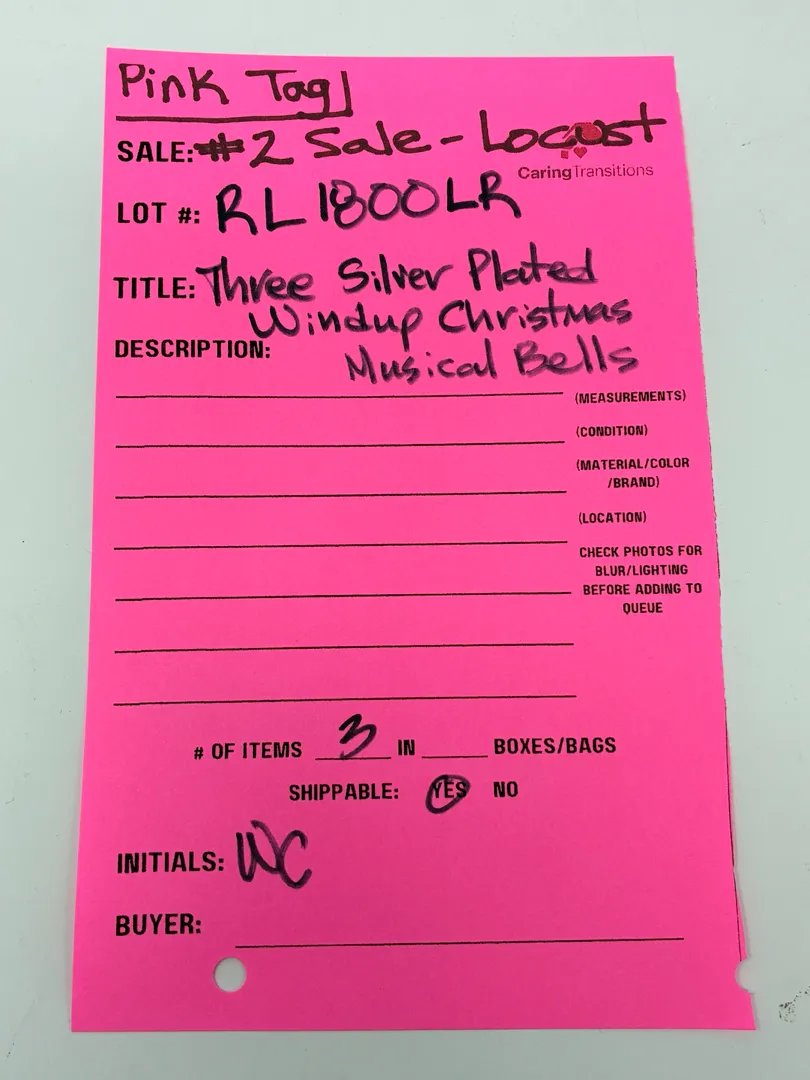 Pink Tag
SALE: #2 Sale - Locust
CaringTransitions
LOT #: RL1800LR
TITLE: Three Silver Plated
Windup Christmas
DESCRIPTION: Musical Bells
(MEASUREMENTS)
(CONDITION)
(MATERIAL/COLOR
/BRAND)
(LOCATION)
CHECK PHOTOS FOR
BLUR/LIGHTING
BEFORE ADDING TO
QUEUE
# OF ITEMS 3 IN ______ BOXES/BAGS
SHIPPABLE: YES NO
INITIALS: WC
BUYER: